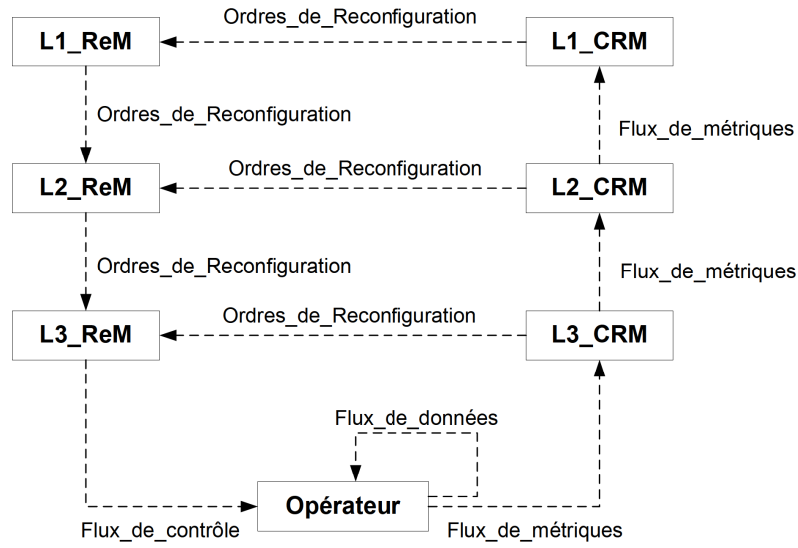 Ordres_de_Reconfiguration
L1_ReM
L1_CRM
Ordres_de_Reconfiguration
Flux_de_métriques
Ordres_de_Reconfiguration
L2_ReM
L2_CRM
Ordres_de_Reconfiguration
Flux_de_métriques
Ordres_de_Reconfiguration
L3_ReM
L3_CRM
Flux_de_données
Opérateur
Flux_de_contrôle
Flux_de_métriques